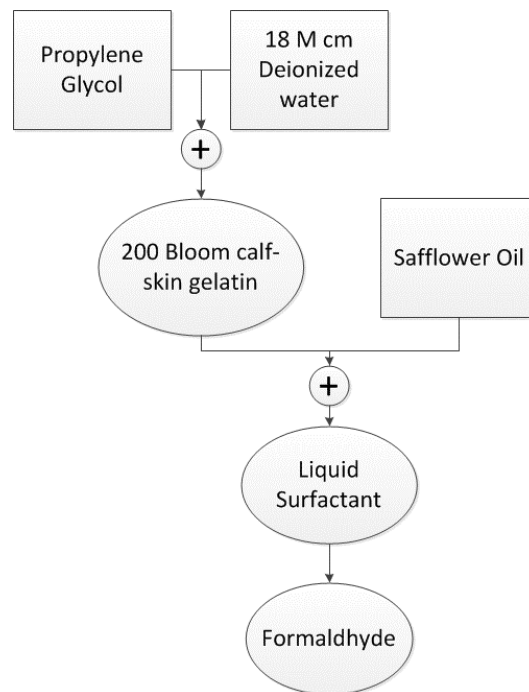 Propylene
Glycol
18 M cm
Deionized
water
+
200 Bloom calf-
skin gelatin
Safflower Oil
+
Liquid
Surfactant
Formaldhyde